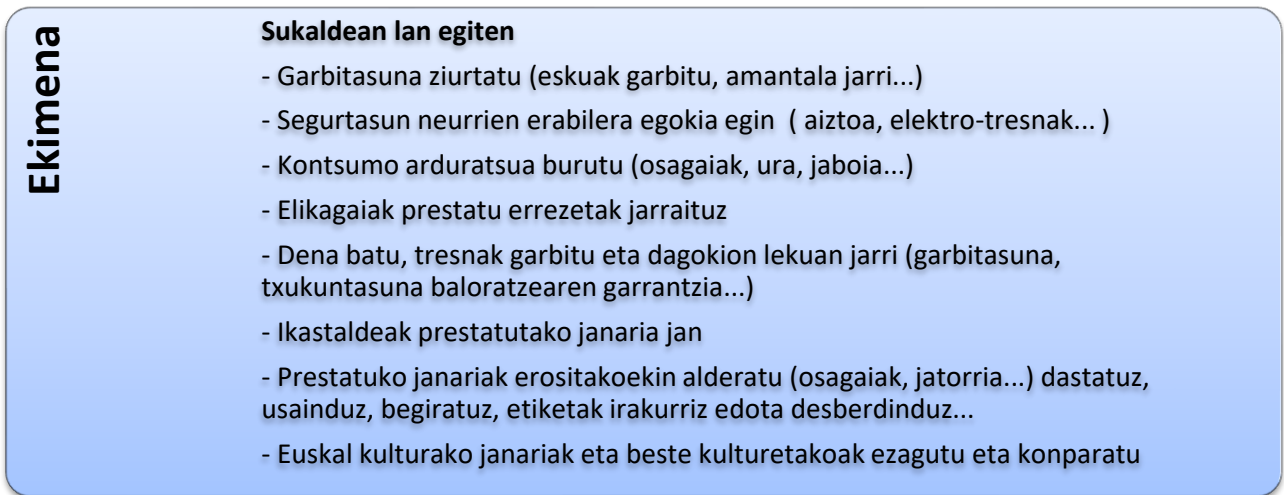 Ekimena
Sukaldean lan egiten
- Garbitasuna ziurtatu (eskuak garbitu, amantala jarri...)
- Segurtasun neurrien erabilera egokia egin  ( aiztoa, elektro-tresnak... )
- Kontsumo arduratsua burutu (osagaiak, ura, jaboia...)
- Elikagaiak prestatu errezetak jarraituz
- Dena batu, tresnak garbitu eta dagokion lekuan jarri (garbitasuna,
txukuntasuna baloratzearen garrantzia...)
- Ikastaldeak prestatutako janaria jan
- Prestatuko janariak erositakoekin alderatu (osagaiak, jatorria...) dastatuz,
usainduz, begiratuz, etiketak irakurriz edota desberdinduz...
- Euskal kulturako janariak eta beste kulturetakoak ezagutu eta konparatu